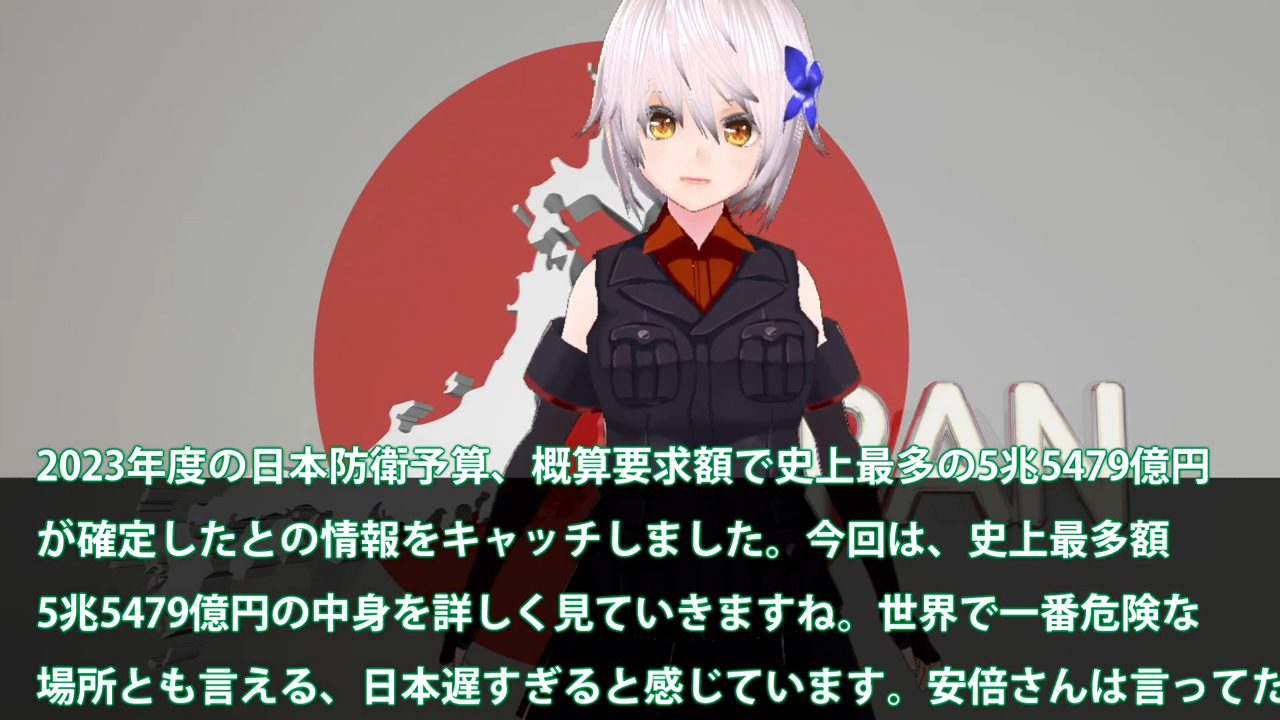 PAN
2023年度の日本防衛予算、概算要求額で史上最多の5兆5479億円
が確定したとの情報をキャッチしました。今回は、史上最多額
5兆5479億円の中身を詳しく見ていきますね。 世界で一番危険な
場所とも言える、日本遅すぎると感じています。安倍さんは言ってた